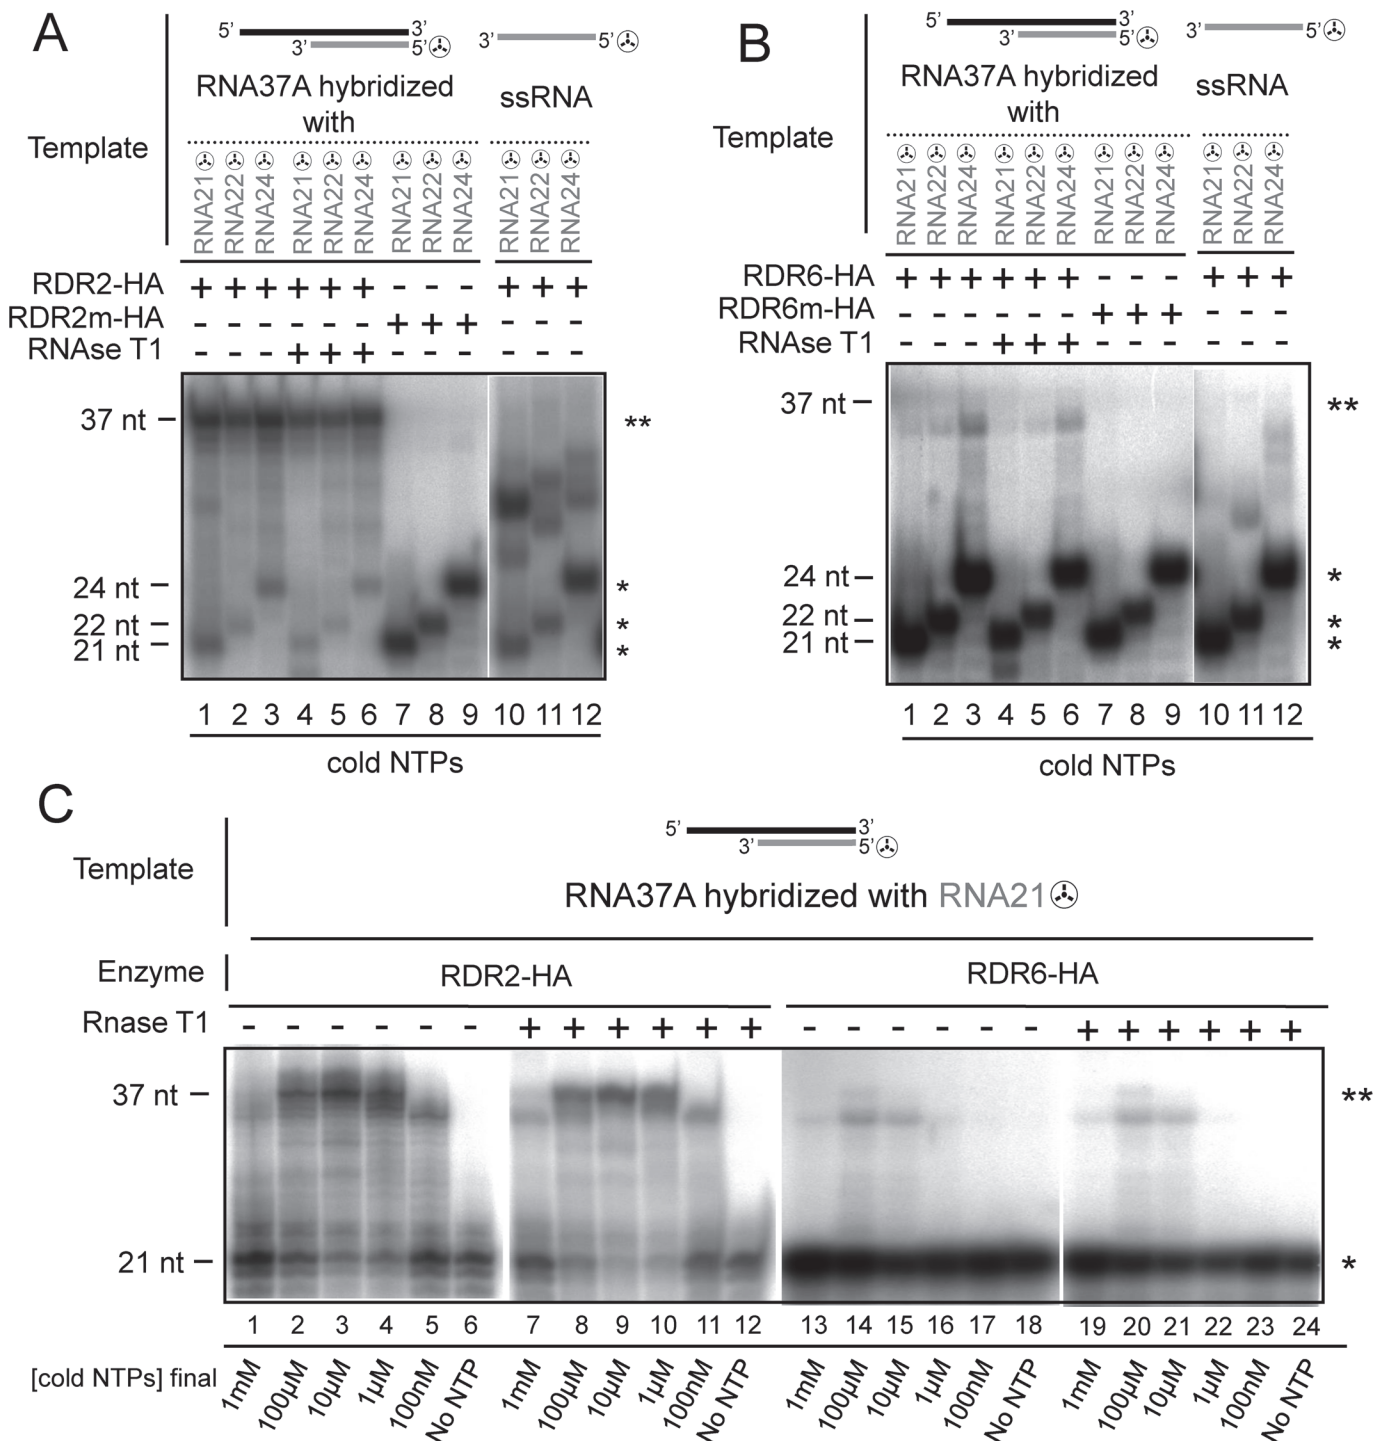 A
5' 3'
3' 5'
3' 5'
RNA37A hybridized
with
ssRNA
Template
RNA21 RNA22 RNA24 RNA21 RNA22 RNA24 RNA21 RNA22 RNA24 RNA21 RNA22 RNA24
RDR2-HA + + + + + + - - - + + +
RDR2m-HA - - - - - - + + + - - -
RNAse T1 - - - + + + - - - - - -
37 nt **
24 nt *
22 nt *
21 nt *
1 2 3 4 5 6 7 8 9 10 11 12
cold NTPs
B
5' 3'
3' 5'
3' 5'
RNA37A hybridized
with
ssRNA
Template
RNA21 RNA22 RNA24 RNA21 RNA22 RNA24 RNA21 RNA22 RNA24 RNA21 RNA22 RNA24
RDR6-HA + + + + + + - - - + + +
RDR6m-HA - - - - - - + + + - - -
RNAse T1 - - - + + + - - - - - -
37 nt **
24 nt *
22 nt *
21 nt *
1 2 3 4 5 6 7 8 9 10 11 12
cold NTPs
C
5' 3'
3' 5'
Template
RNA37A hybridized with RNA21
Enzyme RDR2-HA RDR6-HA
Rnase T1 - - - - - - + + + + + + - - - - - - + + + + + +
37 nt **
21 nt *
1 2 3 4 5 6 7 8 9 10 11 12 13 14 15 16 17 18 19 20 21 22 23 24
[cold NTPs] final 1mM 100µM 10µM 1µM 100nM No NTP 1mM 100µM 10µM 1µM 100nM No NTP 1mM 100µM 10µM 1µM 100nM No NTP 1mM 100µM 10µM 1µM 100nM No NTP